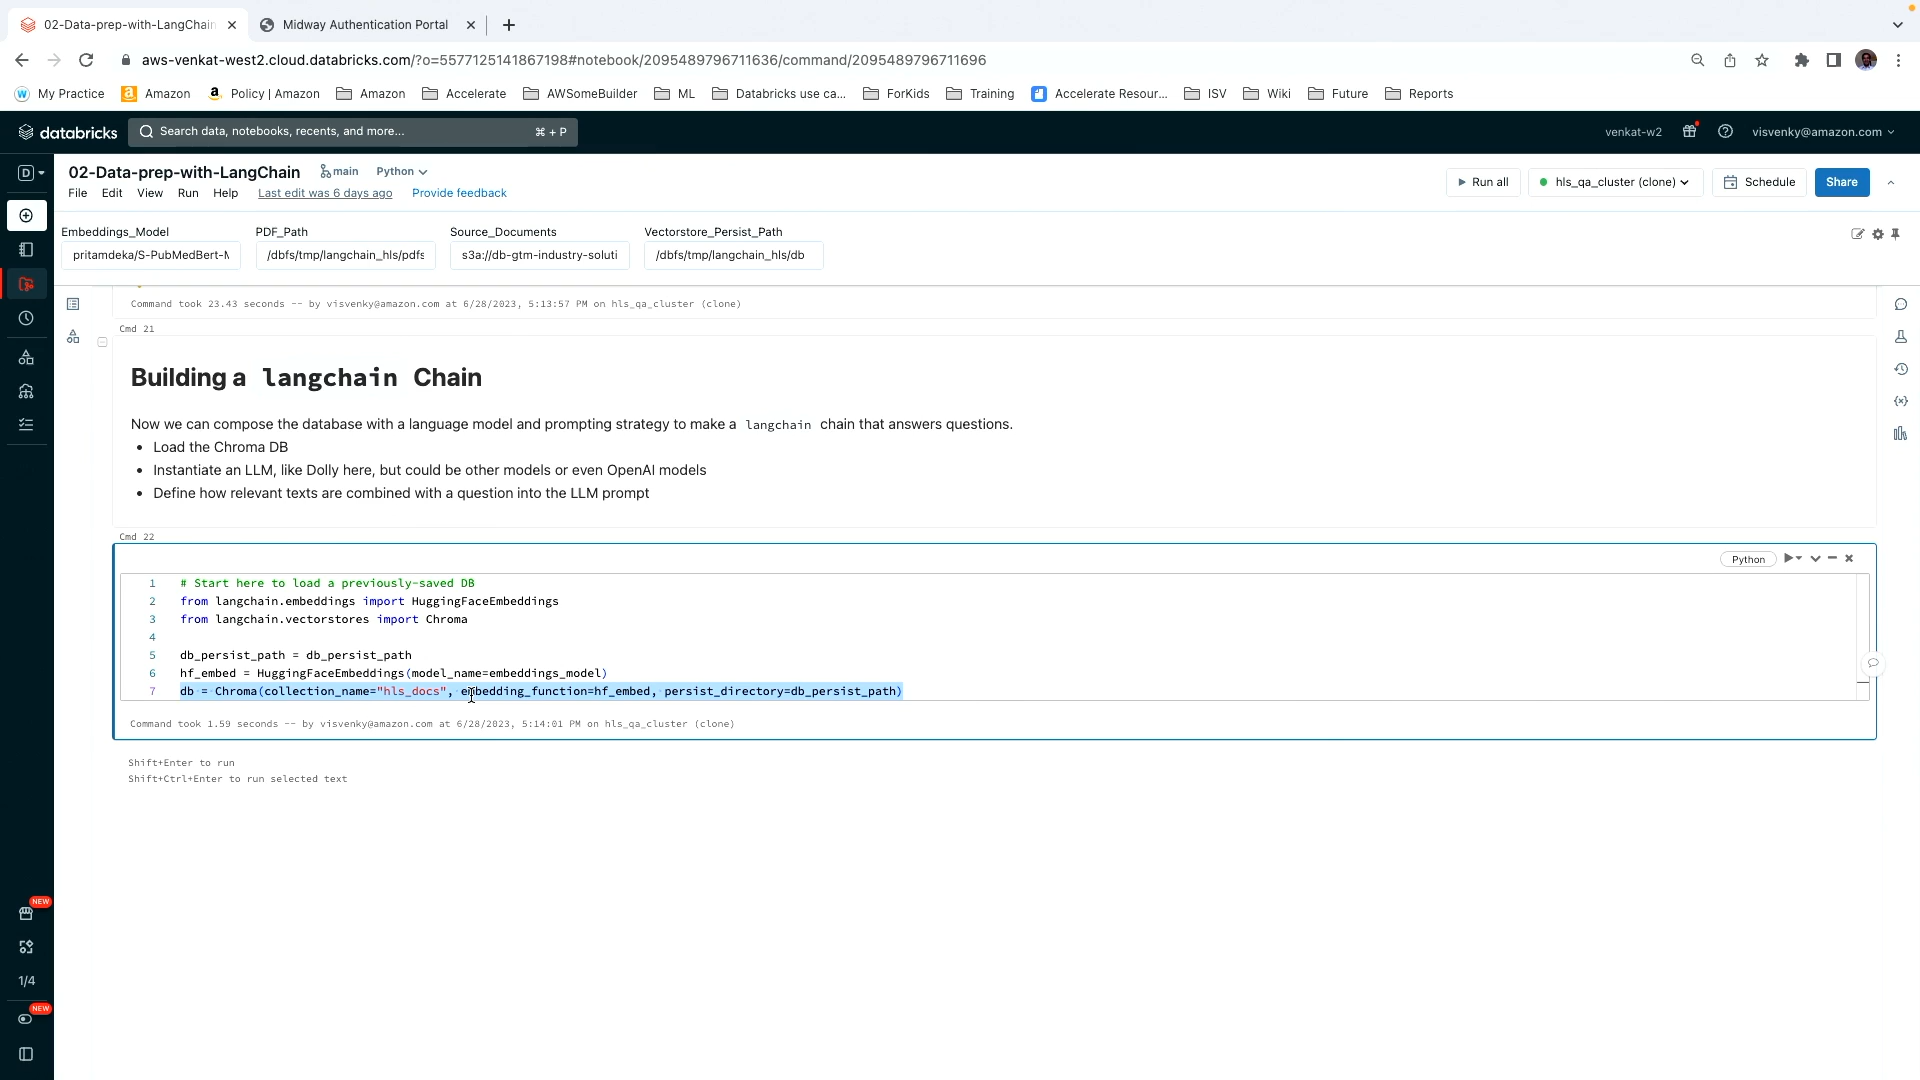 02-Data-prep-with-LangChain
Midway Authentication Portal
aws-venkat-west2.cloud.databricks.com/?o=5577125141867198#notebook/2095489796711636/command/2095489796711696
My Practice
Amazon
Policy | Amazon
Amazon
Accelerate
AWSomeBuilder
ML
Databricks use ca...
ForKids
Training
Accelerate Resour...
ISV
Wiki
Future
Reports
databricks
Search data, notebooks, recents, and more...
⌘ + P
venkat-w2
visvenky@amazon.com
D
02-Data-prep-with-LangChain
main
Python
File Edit View Run Help
Last edit was 6 days ago
Provide feedback
Run all
hls_qa_cluster (clone)
Schedule
Share
Embeddings_Model
PDF_Path
Source_Documents
Vectorstore_Persist_Path
pritamdeka/S-PubMedBert-M
/dbfs/tmp/langchain_hls/pdfs
s3a://db-gtm-industry-soluti
/dbfs/tmp/langchain_hls/db
Command took 23.43 seconds -- by visvenky@amazon.com at 6/28/2023, 5:13:57 PM on hls_qa_cluster (clone)
Cmd 21
Building a langchain Chain
Now we can compose the database with a language model and prompting strategy to make a langchain chain that answers questions.
• Load the Chroma DB
• Instantiate an LLM, like Dolly here, but could be other models or even OpenAI models
• Define how relevant texts are combined with a question into the LLM prompt
Cmd 22
Python
1 # Start here to load a previously-saved DB
2 from langchain.embeddings import HuggingFaceEmbeddings
3 from langchain.vectorstores import Chroma
4
5 db_persist_path = db_persist_path
6 hf_embed = HuggingFaceEmbeddings(model_name=embeddings_model)
7 db = Chroma(collection_name="hls_docs", embedding_function=hf_embed, persist_directory=db_persist_path)
Command took 1.59 seconds -- by visvenky@amazon.com at 6/28/2023, 5:14:01 PM on hls_qa_cluster (clone)
Shift+Enter to run
Shift+Ctrl+Enter to run selected text
NEW
1/4
NEW